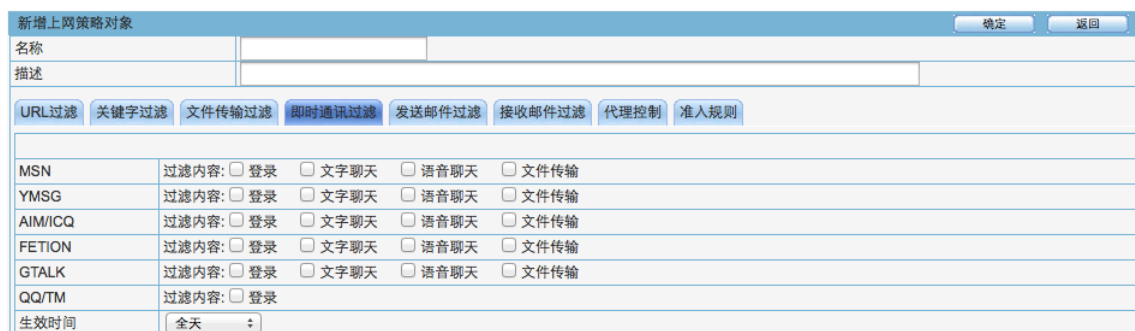 新增上网策略对象 确定 返回
名称
描述
URL过滤 关键字过滤 文件传输过滤 即时通讯过滤 发送邮件过滤 接收邮件过滤 代理控制 准入规则
MSN 过滤内容: 登录 文字聊天 语音聊天 文件传输
YMSG 过滤内容: 登录 文字聊天 语音聊天 文件传输
AIM/ICQ 过滤内容: 登录 文字聊天 语音聊天 文件传输
FETION 过滤内容: 登录 文字聊天 语音聊天 文件传输
GTALK 过滤内容: 登录 文字聊天 语音聊天 文件传输
QQ/TM 过滤内容: 登录
生效时间 全天